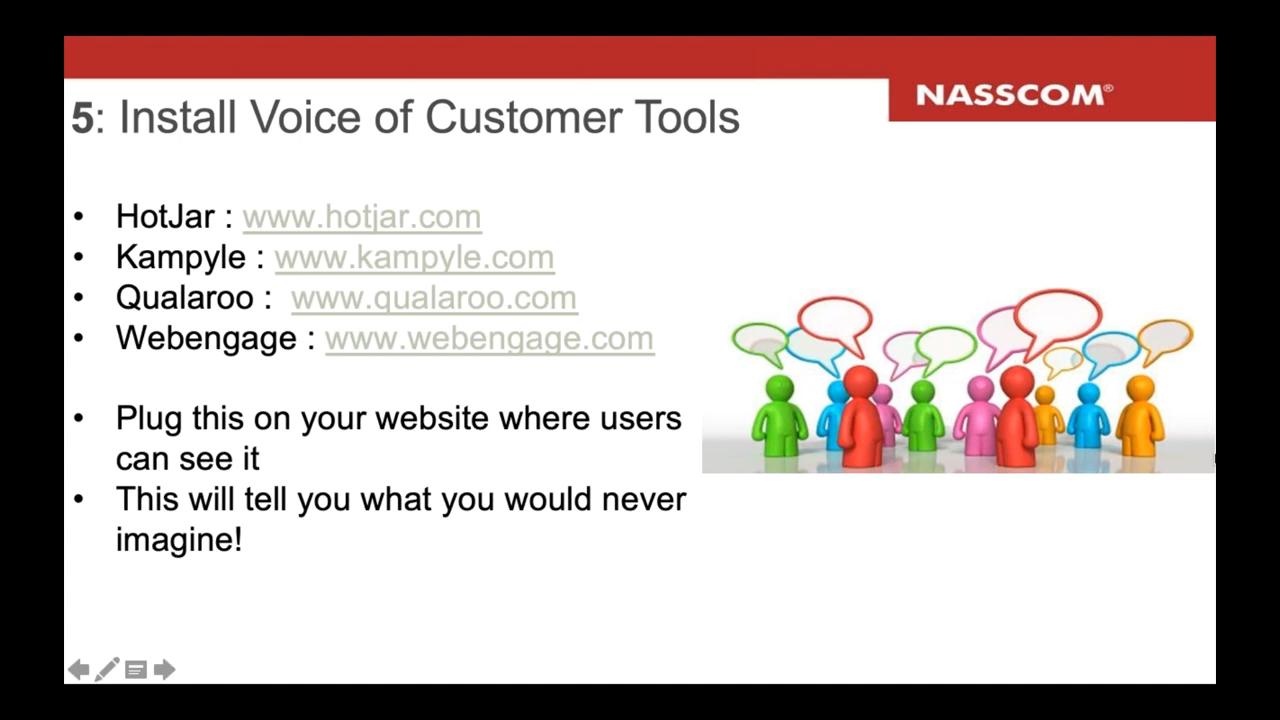 NASSCOM®
5: Install Voice of Customer Tools
• HotJar : www.hotjar.com
• Kampyle : www.kampyle.com
• Qualaroo : www.qualaroo.com
• Webengage : www.webengage.com
• Plug this on your website where users
can see it
• This will tell you what you would never
imagine!